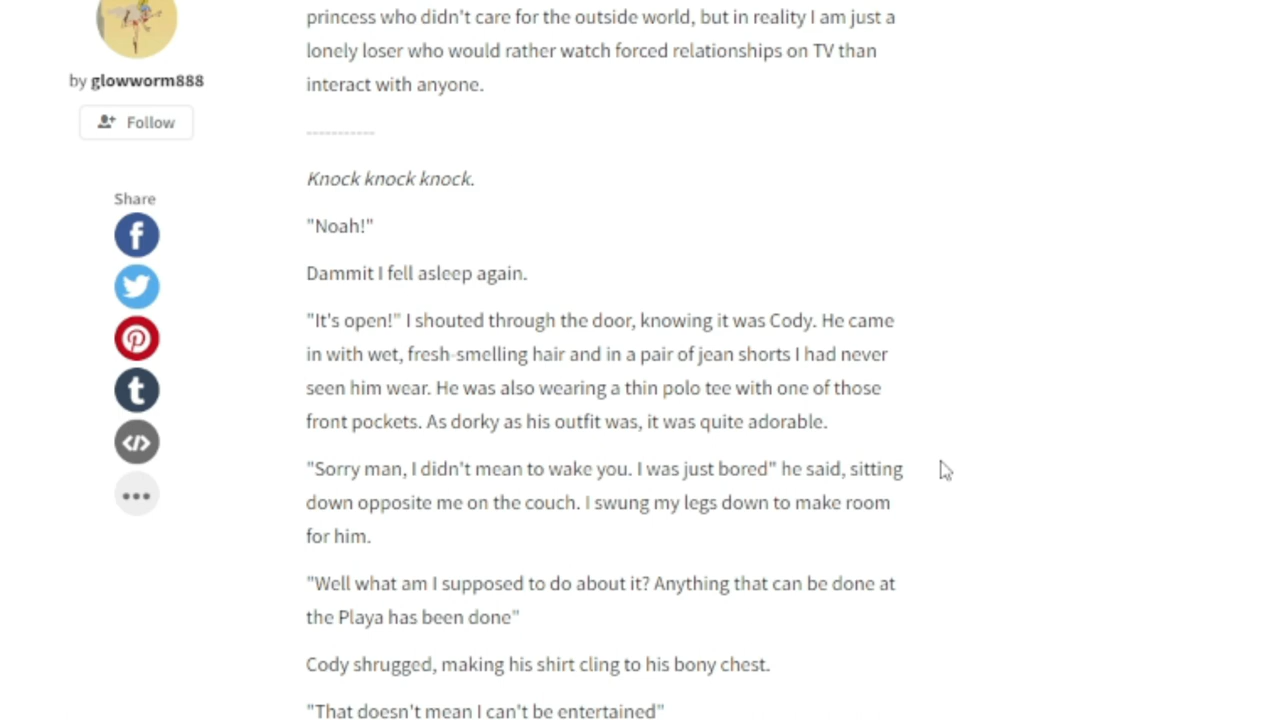 princess who didn't care for the outside world, but in reality I am just a
lonely loser who would rather watch forced relationships on TV than
interact with anyone.
by glowworm888
Follow
-----------
Knock knock knock.
Share
"Noah!"
Dammit I fell asleep again.
"It's open!" I shouted through the door, knowing it was Cody. He came
in with wet, fresh-smelling hair and in a pair of jean shorts I had never
seen him wear. He was also wearing a thin polo tee with one of those
front pockets. As dorky as his outfit was, it was quite adorable.
"Sorry man, I didn't mean to wake you. I was just bored" he said, sitting
down opposite me on the couch. I swung my legs down to make room
for him.
"Well what am I supposed to do about it? Anything that can be done at
the Playa has been done"
Cody shrugged, making his shirt cling to his bony chest.
"That doesn't mean I can't be entertained"